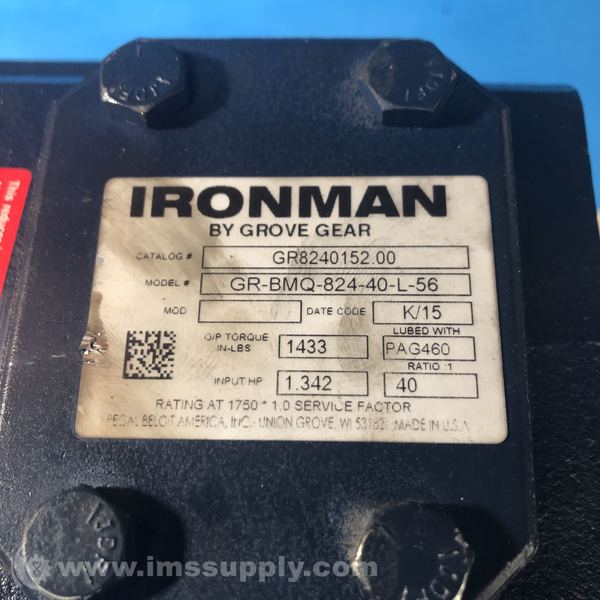 IRONMAN
BY GROVE GEAR
CATALOG # GR8240152.00
MODEL # GR-BMQ-824-40-L-56
MOD DATE CODE K/15
O/P TORQUE IN-LBS 1433 LUBED WITH PAG460
INPUT HP 1.342 RATIO :1 40
RATING AT 1750 * 1.0 SERVICE FACTOR
REGAL BELOIT AMERICA, INC. UNION GROVE, WI 53182 MADE IN U.S.A.
This reducer
www.imssupply.com